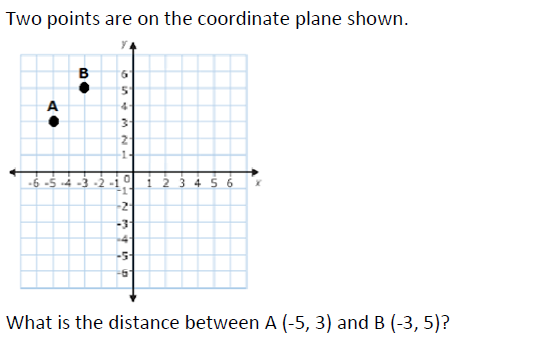 Two points are on the coordinate plane shown.
y
B 6
5
A 4
3
2
1
-6 -5 -4 -3 -2 -1 0 1 2 3 4 5 6 x
-1
-2
-3
-4
-5
-6
What is the distance between A (-5, 3) and B (-3, 5)?